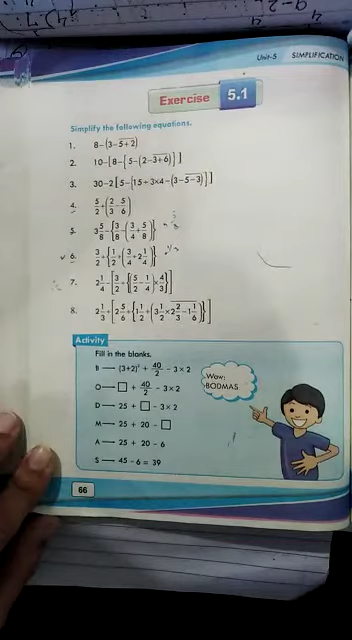 Unit-5 SIMPLIFICATION
Exercise 5.1
Simplify the following equations.
1. 8−(3−5+2)
2. 10−[8−{5−(2−3+6)}]
3. 30−2[5−{15÷3×4−(3−5−3)}]
4. 5/2÷(2/3−5/6)
5. 3 5/8−{3/8−(3/4+5/8)}
6. 3/2÷{1/2÷(3/4÷2 1/4)}
7. 2 1/4−[3/2÷{(5/2−1/4)×4/3}]
8. 2 1/3+[2 5/6÷{1 1/2+(3 1/2×2 2/3−1 1/6)}]
Activity
Fill in the blanks.
B — (3+2)² + 40/2 − 3×2
O — □ + 40/2 − 3×2
D — 25 + □ − 3×2
M — 25 + 20 − □
A — 25 + 20 − 6
S — 45 − 6 = 39
Wow!
BODMAS
66